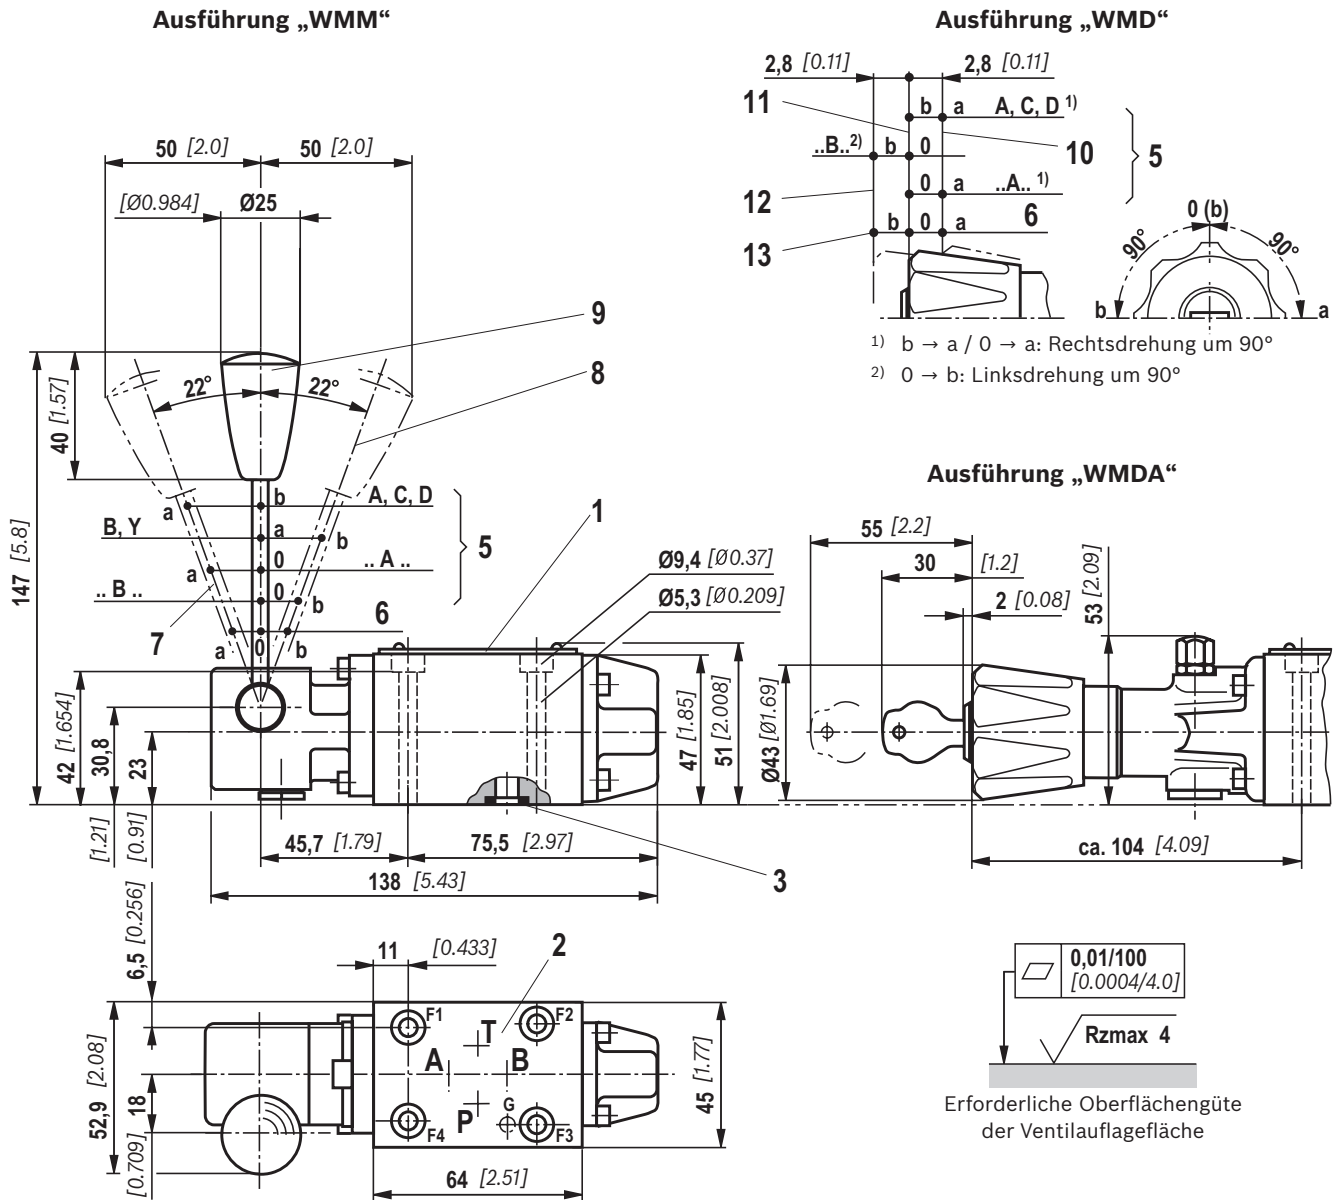 Ausführung „WMM“
Ausführung „WMD“
2,8 [0.11]
2,8 [0.11]
11
b
a
A, C, D 1)
10
5
..B..2)
b
0
12
0
a
..A.. 1)
6
13
b
0
a
0 (b)
90°
90°
b
a
1) b → a / 0 → a: Rechtsdrehung um 90°
2) 0 → b: Linksdrehung um 90°
50 [2.0]
50 [2.0]
[Ø0.984]
Ø25
9
8
22°
22°
40 [1.57]
147 [5.8]
b
A, C, D
a
B, Y
a
b
5
0
.. A ..
a
.. B ..
0
b
7
6
a
0
b
1
Ø9,4 [Ø0.37]
Ø5,3 [Ø0.209]
42 [1.654]
30,8
[1.21]
23
[0.91]
47 [1.85]
51 [2.008]
45,7 [1.79]
75,5 [2.97]
138 [5.43]
3
Ausführung „WMDA“
55 [2.2]
30 [1.2]
2 [0.08]
53 [2.09]
Ø43 [Ø1.69]
ca. 104 [4.09]
6,5 [0.256]
11 [0.433]
2
F1
F2
T
A
B
P
G
F4
F3
52,9 [2.08]
18
[0.709]
45 [1.77]
64 [2.51]
0,01/100
[0.0004/4.0]
Rzmax 4
Erforderliche Oberflächengüte
der Ventilauflagefläche